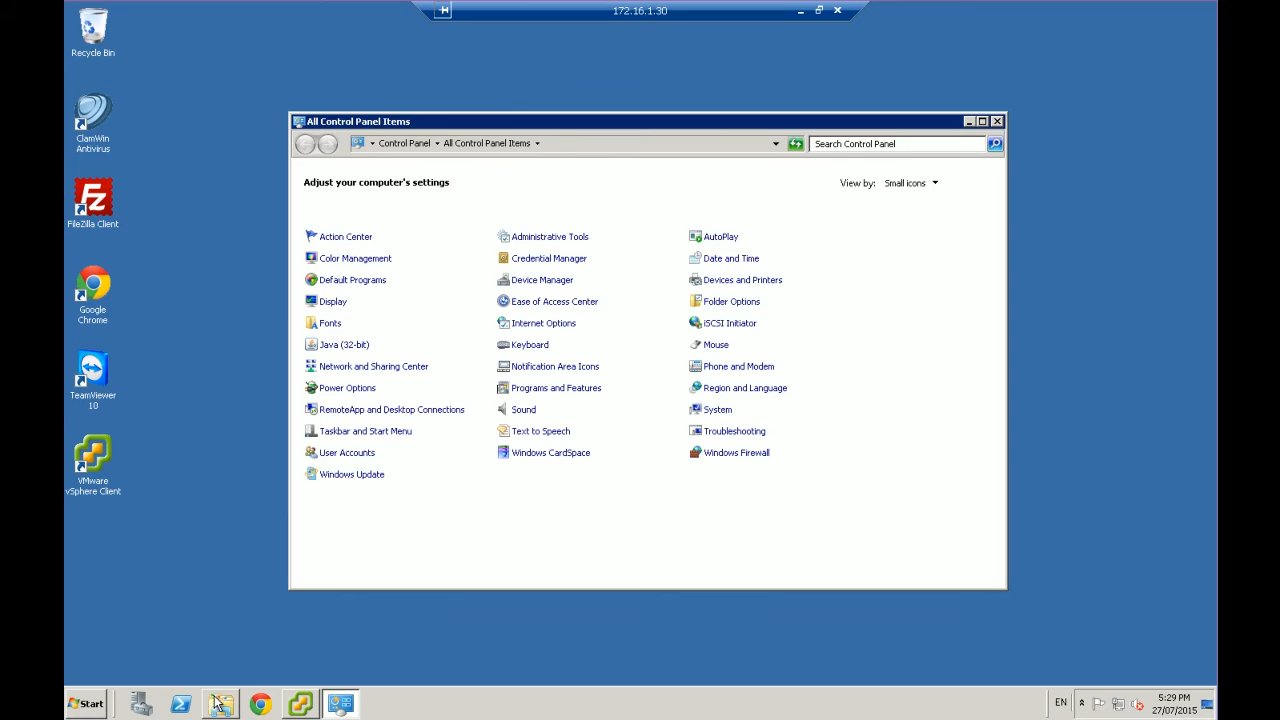 172.16.1.30
Recycle Bin
ClamWin
Antivirus
FileZilla Client
Google
Chrome
TeamViewer
10
VMware
vSphere Client
All Control Panel Items
Control Panel All Control Panel Items
Search Control Panel
Adjust your computer's settings
View by: Small icons
Action Center Administrative Tools AutoPlay
Color Management Credential Manager Date and Time
Default Programs Device Manager Devices and Printers
Display Ease of Access Center Folder Options
Fonts Internet Options iSCSI Initiator
Java (32-bit) Keyboard Mouse
Network and Sharing Center Notification Area Icons Phone and Modem
Power Options Programs and Features Region and Language
RemoteApp and Desktop Connections Sound System
Taskbar and Start Menu Text to Speech Troubleshooting
User Accounts Windows CardSpace Windows Firewall
Windows Update
Start
EN
5:29 PM
27/07/2015